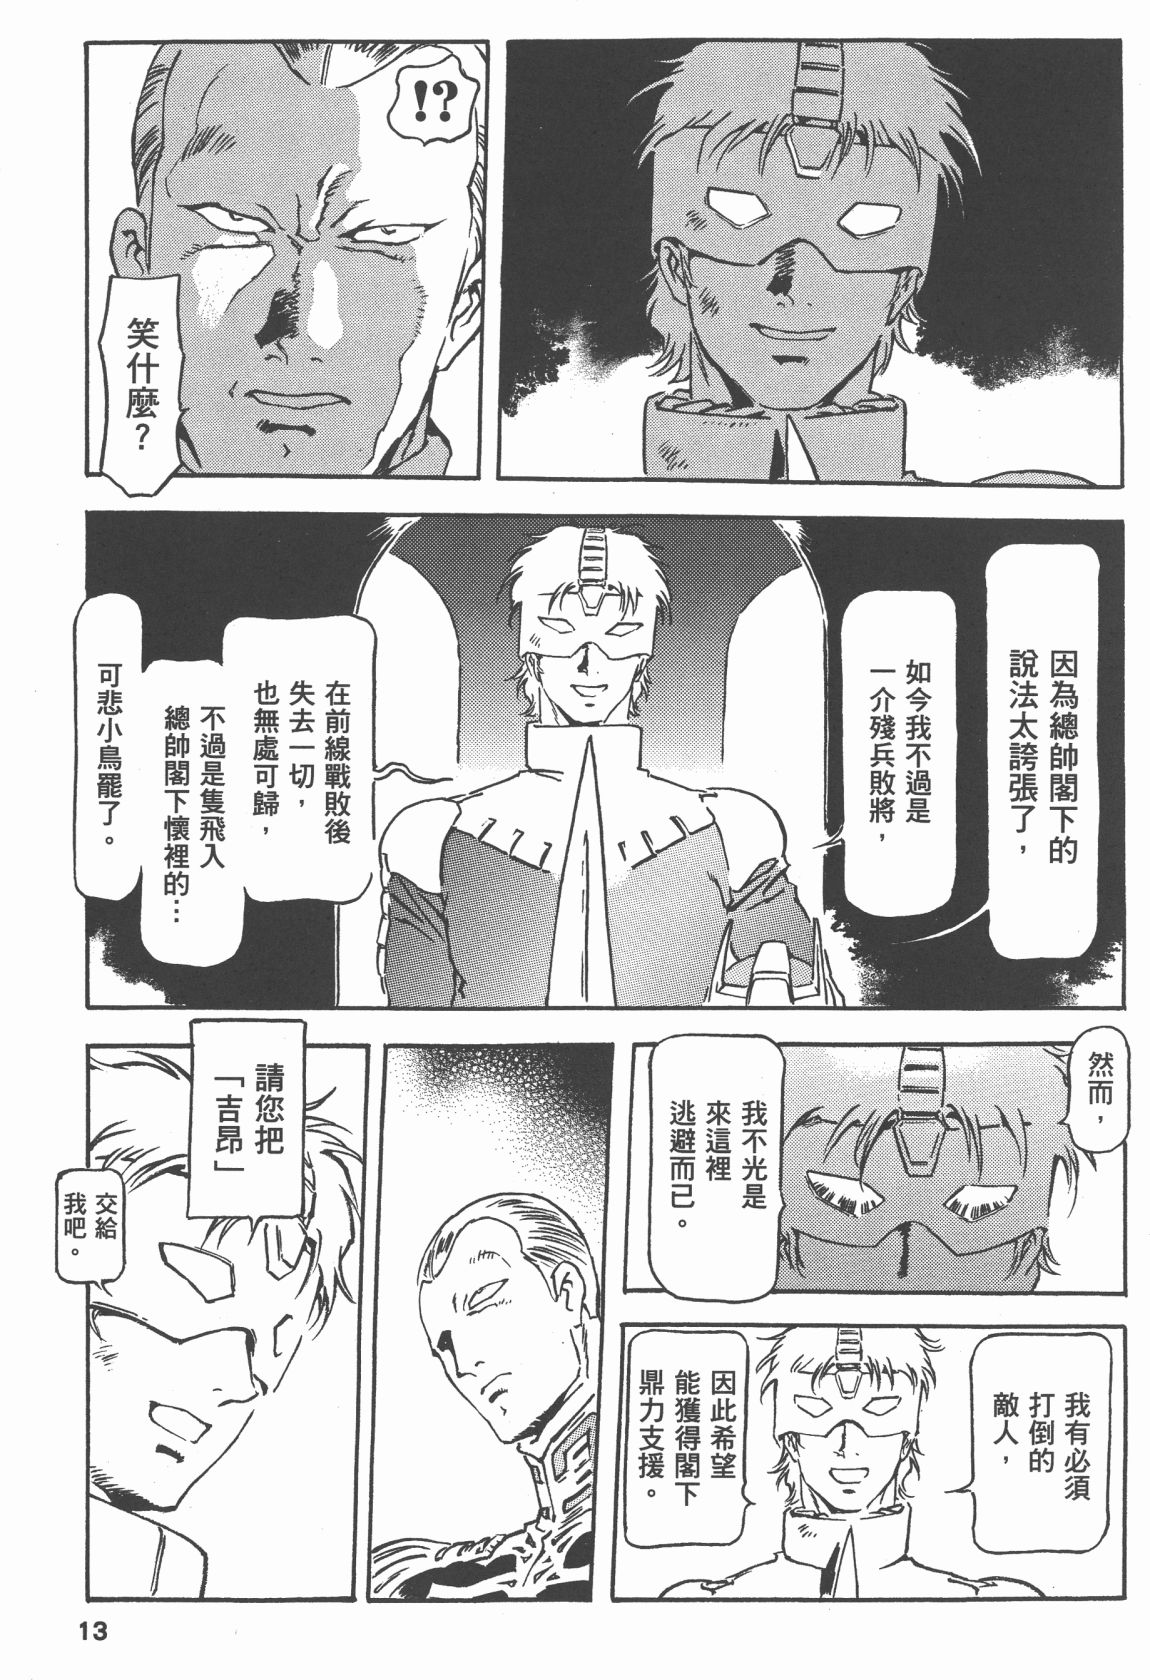 !?
笑什麼？
因為總帥閣下的
說法太誇張了，
如今我不過是
一介殘兵敗將，
在前線戰敗後
失去一切，
也無處可歸，
不過是隻飛入
總帥閣下懷裡的…
可悲小鳥罷了。
然而，
我不光是
來這裡
逃避而已。
我有必須
打倒的
敵人，
因此希望
能獲得閣下
鼎力支援。
請您把
「吉昂」
交給
我吧。
13